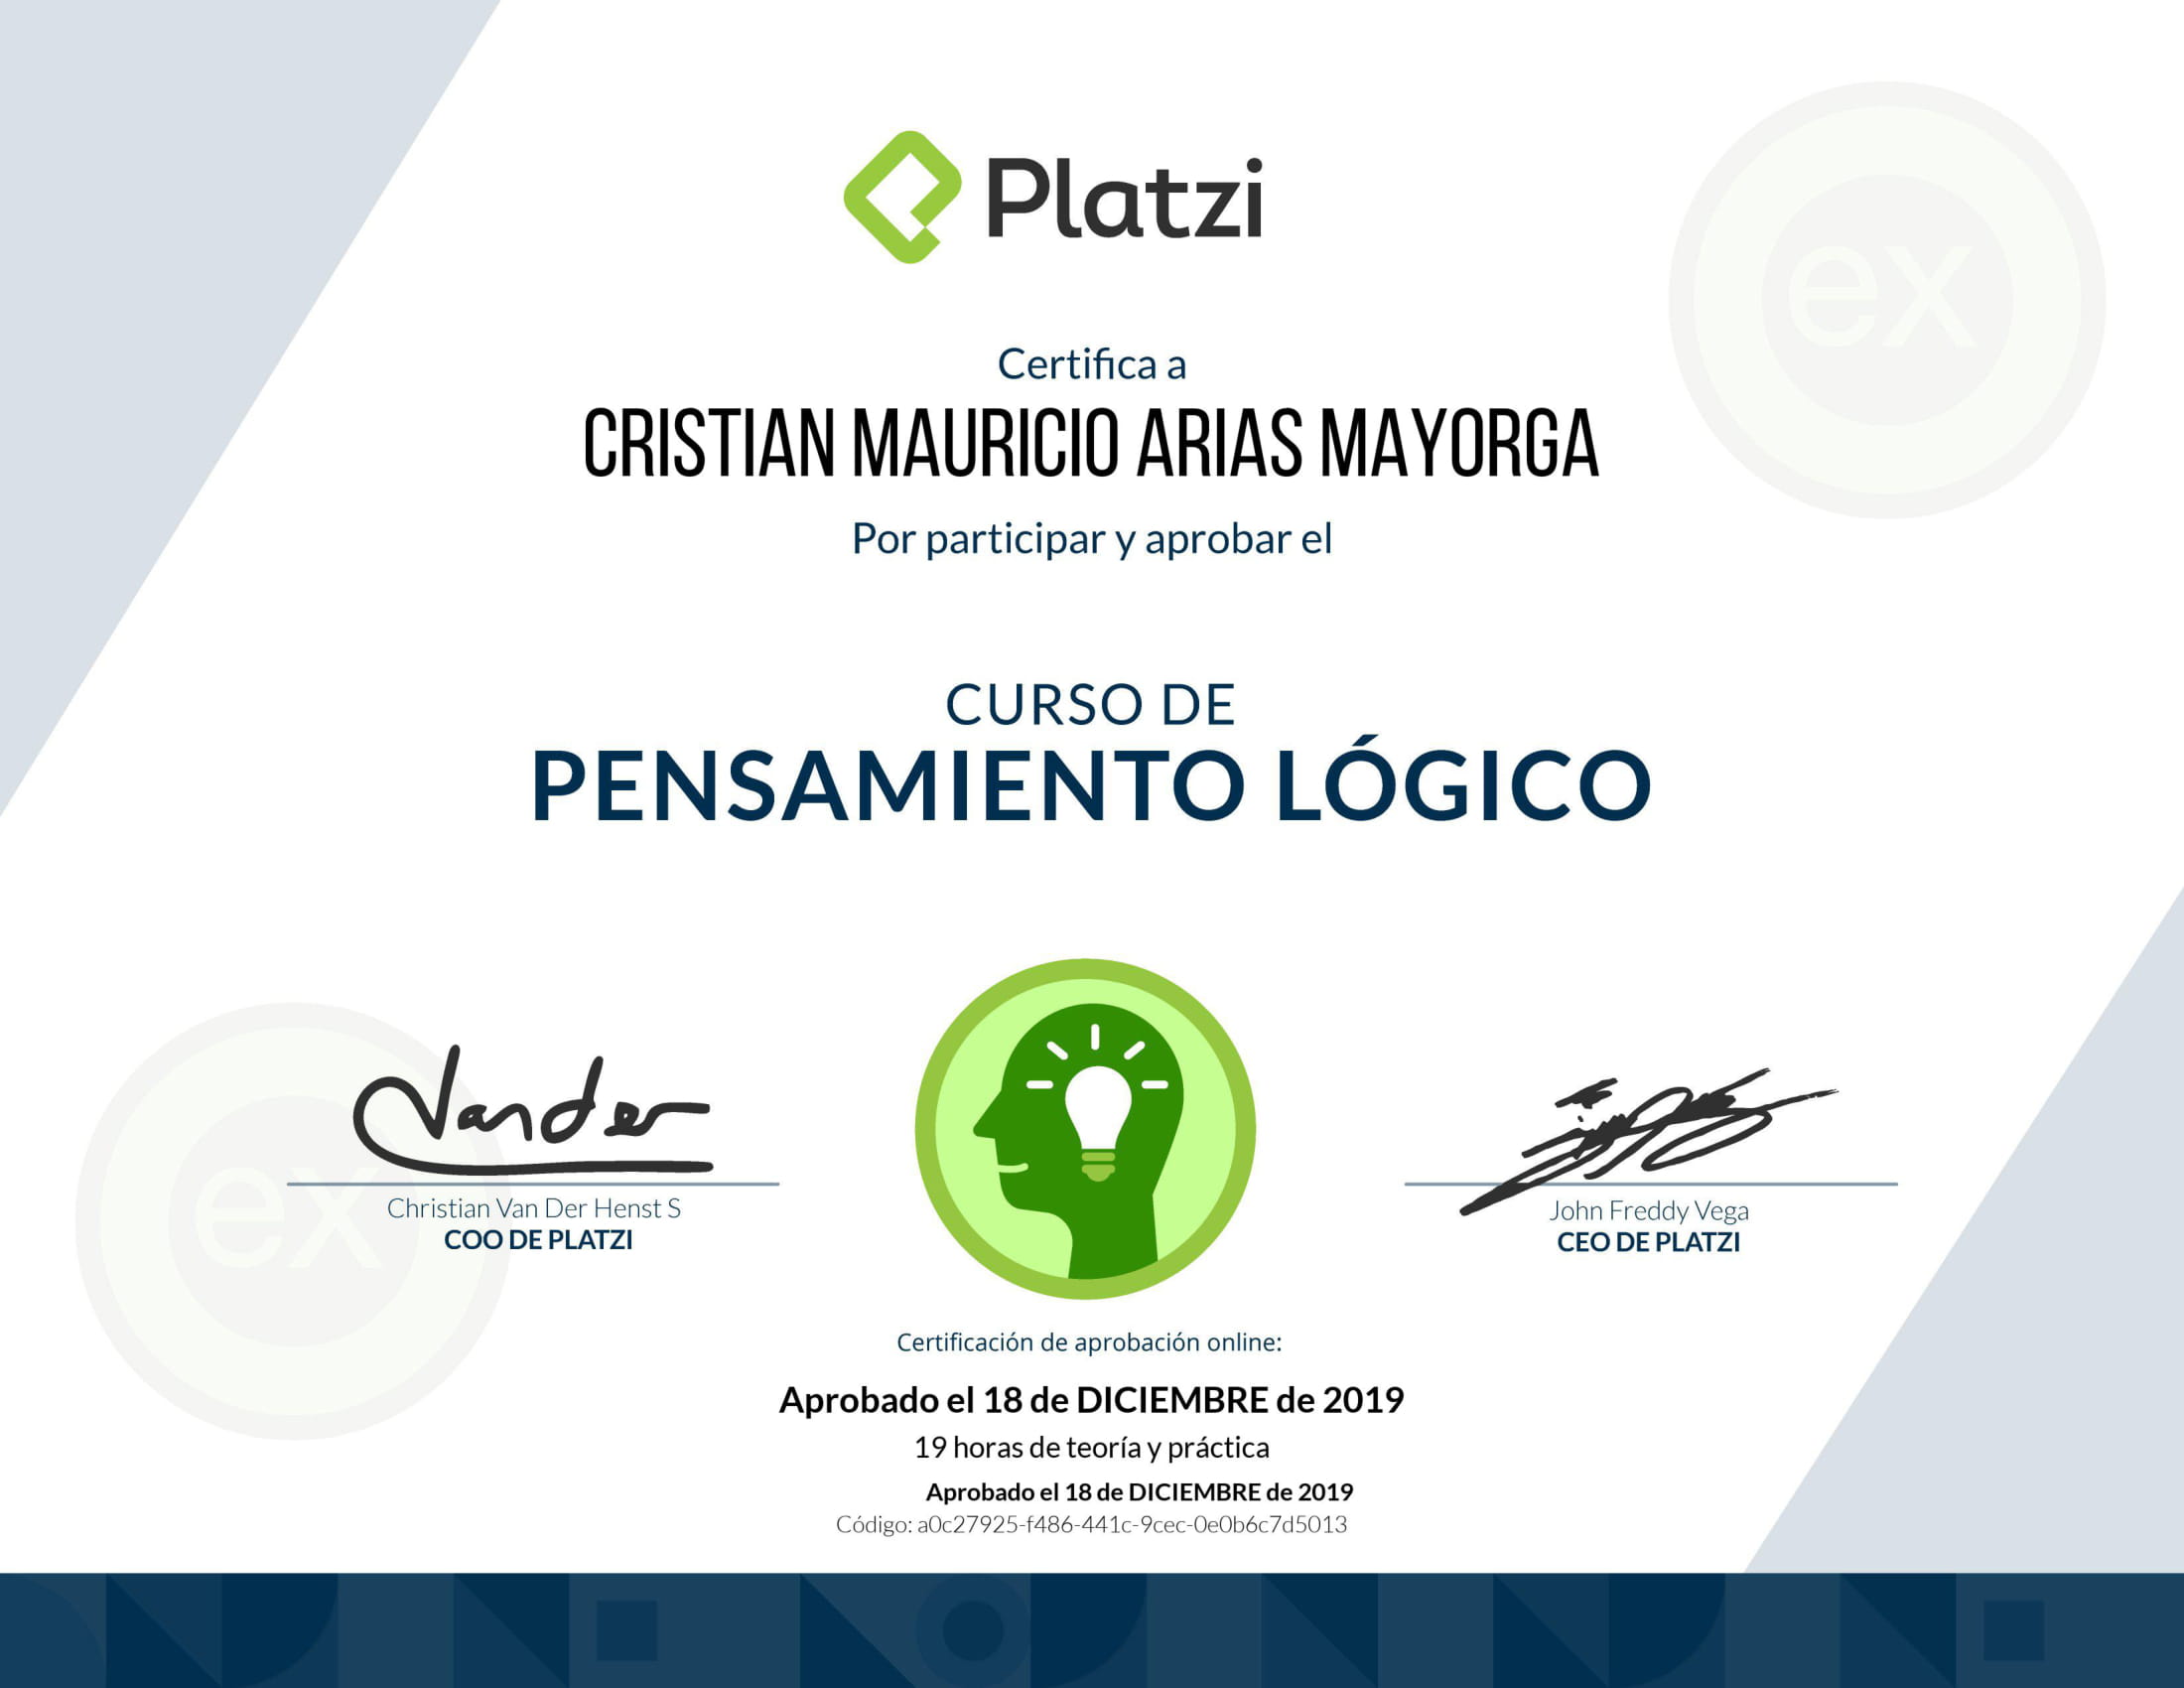 Platzi
ex
Certifica a
CRISTIAN MAURICIO ARIAS MAYORGA
Por participar y aprobar el
CURSO DE
PENSAMIENTO LÓGICO
Vander
ex
Christian Van Der Henst S
COO DE PLATZI
John Freddy Vega
CEO DE PLATZI
Certificación de aprobación online:
Aprobado el 18 de DICIEMBRE de 2019
19 horas de teoría y práctica
Aprobado el 18 de DICIEMBRE de 2019
Código: a0c27925-f486-441c-9cec-0e0b6c7d5013